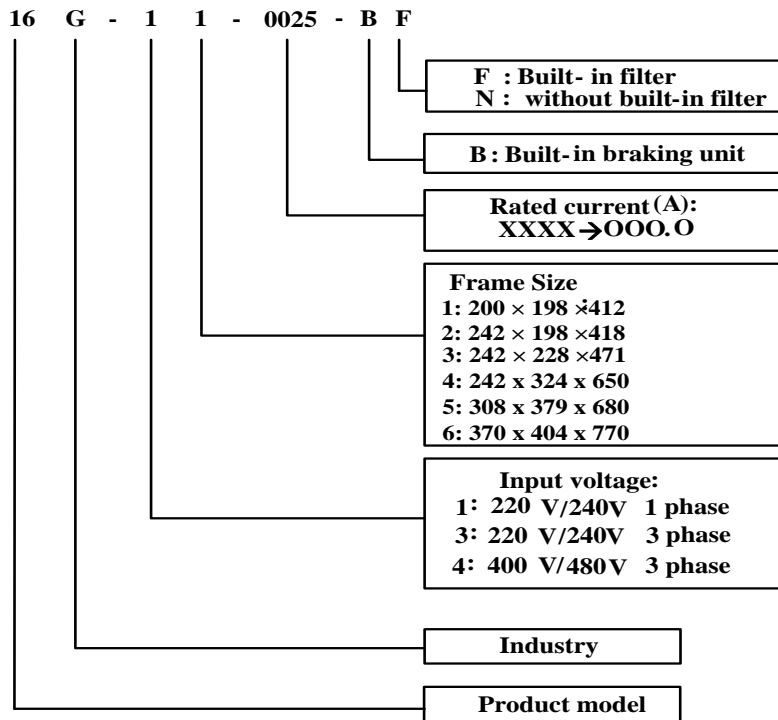 16 G - 1 1 - 0025 - B F
F : Built- in filter
N : without built-in filter
B : Built- in braking unit
Rated current (A):
XXXX → OOO. O
Frame Size
1: 200 × 198 × 412
2: 242 × 198 ×418
3: 242 × 228 ×471
4: 242 x 324 x 650
5: 308 x 379 x 680
6: 370 x 404 x 770
Input voltage:
1: 220 V/240V 1 phase
3: 220 V/240V 3 phase
4: 400 V/480V 3 phase
Industry
Product model